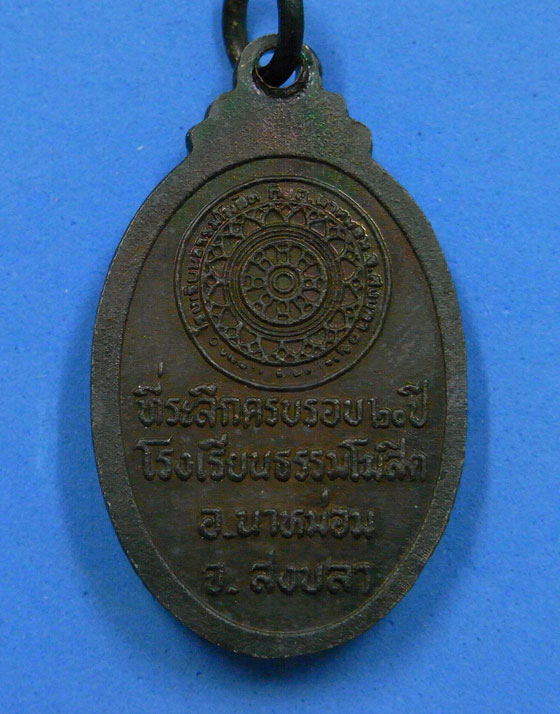 ที่ระลึกครบรอบ ๒๐ ปี
โรงเรียนธรรมโฆสิต
อ.นาหม่อม
จ. สงขลา